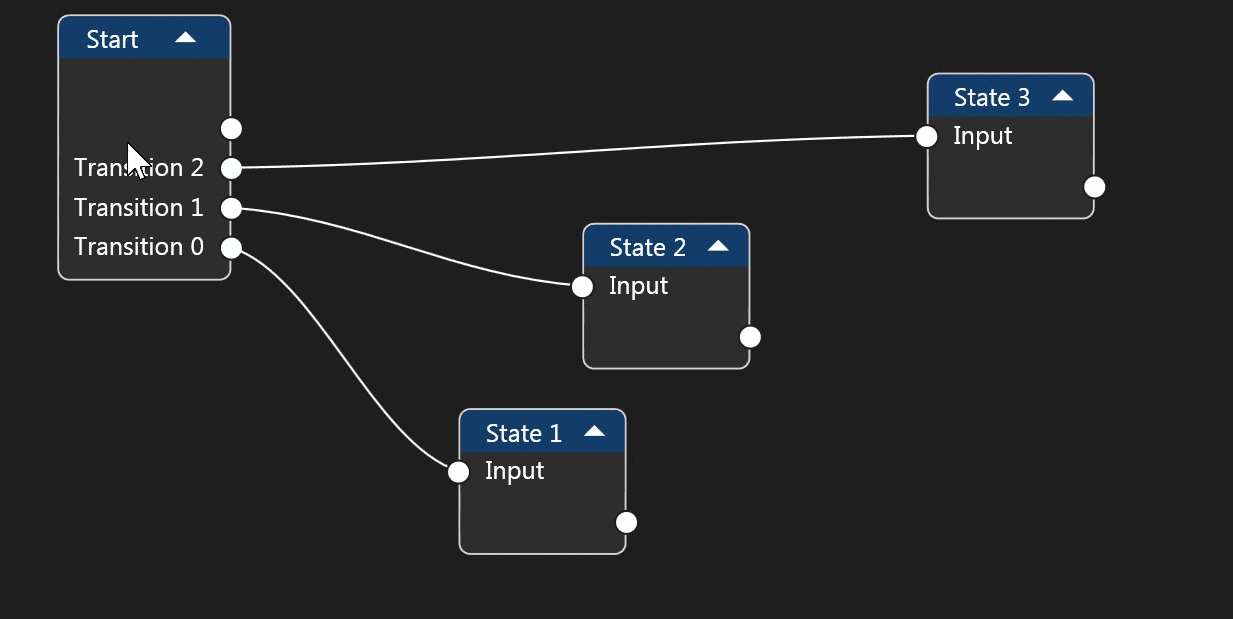 Start
Transition 2
Transition 1
Transition 0
State 3
Input
State 2
Input
State 1
Input